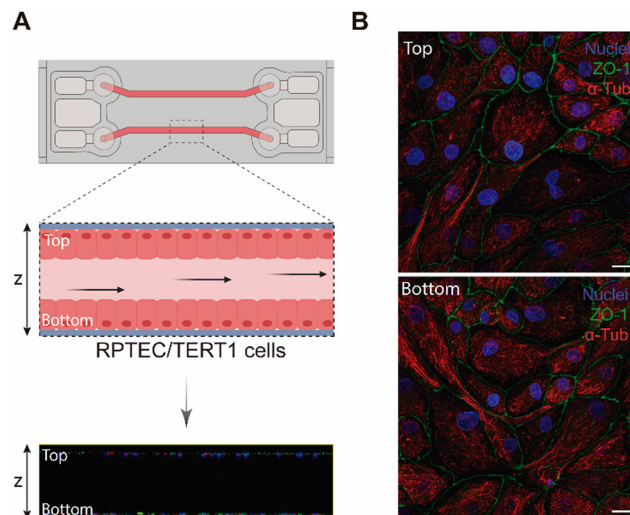 A
Z
Top
Bottom
RPTEC/TERT1 cells
Z
Top
Bottom
B
Top
Nuclei
ZO-1
α-Tub
Bottom
Nuclei
ZO-1
α-Tub